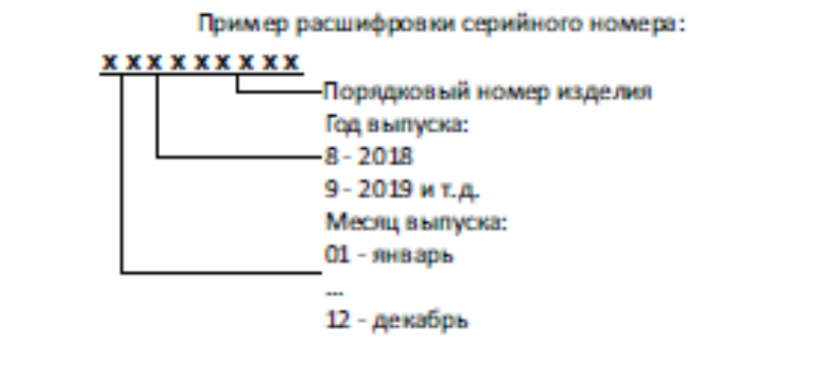 Пример расшифровки серийного номера:
x x x x x x x x x
Порядковый номер изделия
Год выпуска:
8 - 2018
9 - 2019 и т.д.
Месяц выпуска:
01 - январь
...
12 - декабрь